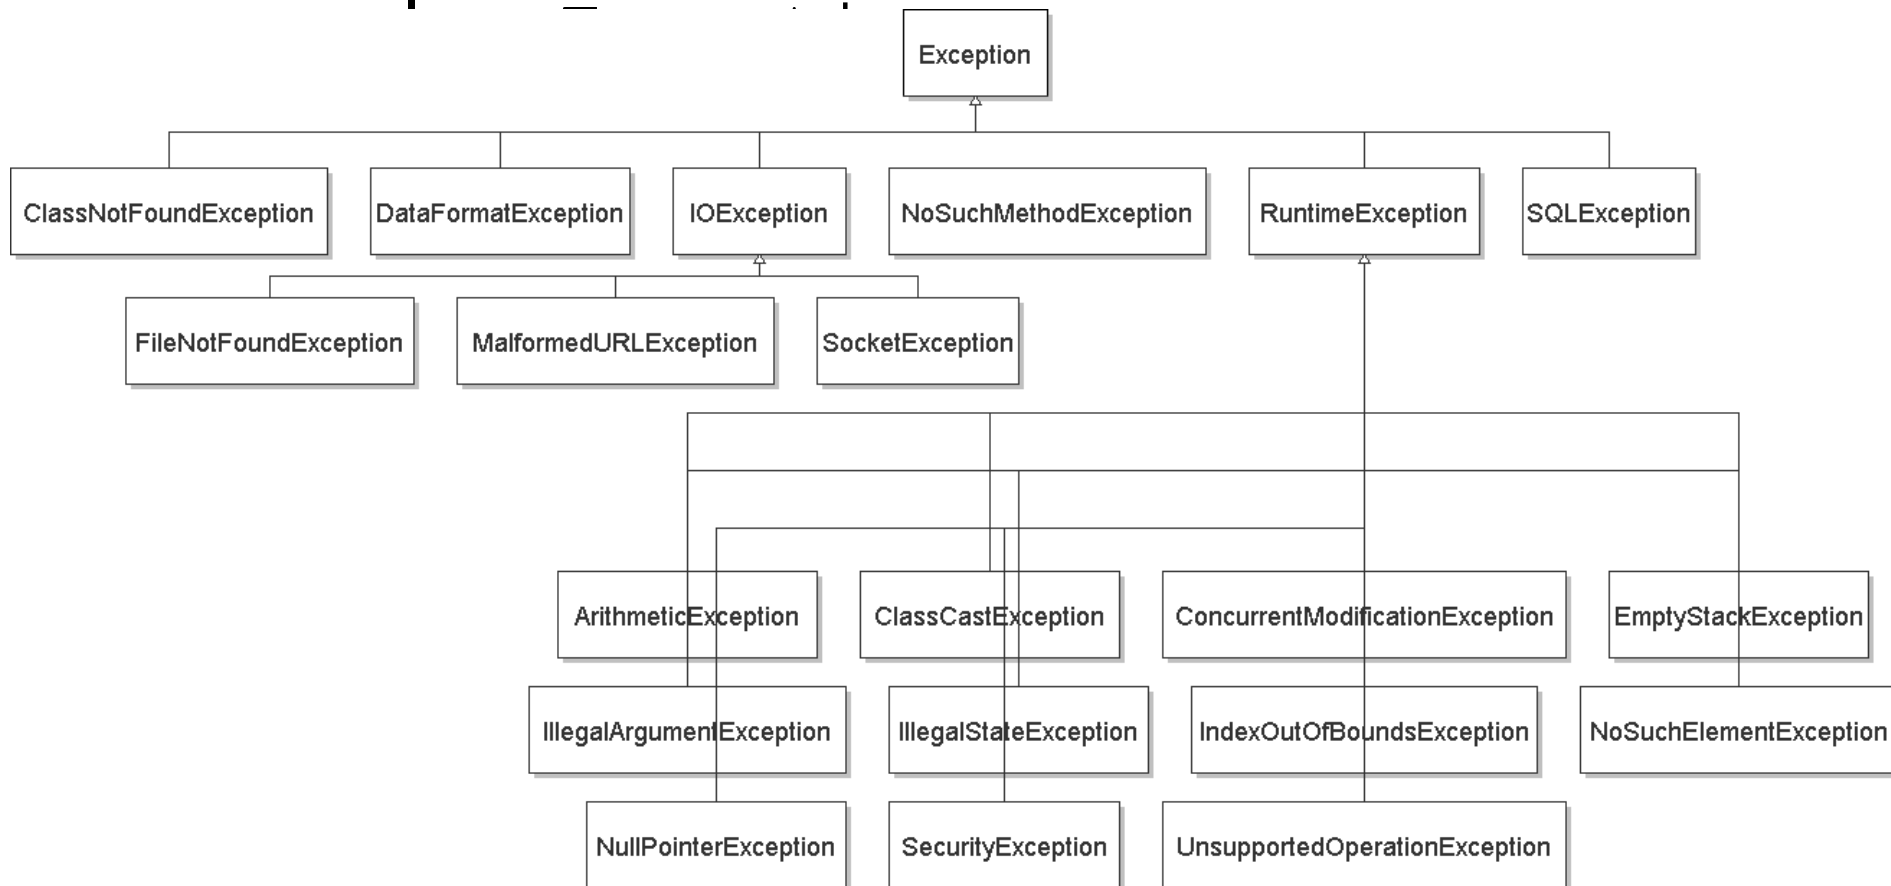 Exception
ClassNotFoundException DataFormatException IOException NoSuchMethodException RuntimeException SQLException
FileNotFoundException MalformedURLException SocketException
ArithmeticException ClassCastException ConcurrentModificationException EmptyStackException
IllegalArgumentException IllegalStateException IndexOutOfBoundsException NoSuchElementException
NullPointerException SecurityException UnsupportedOperationException